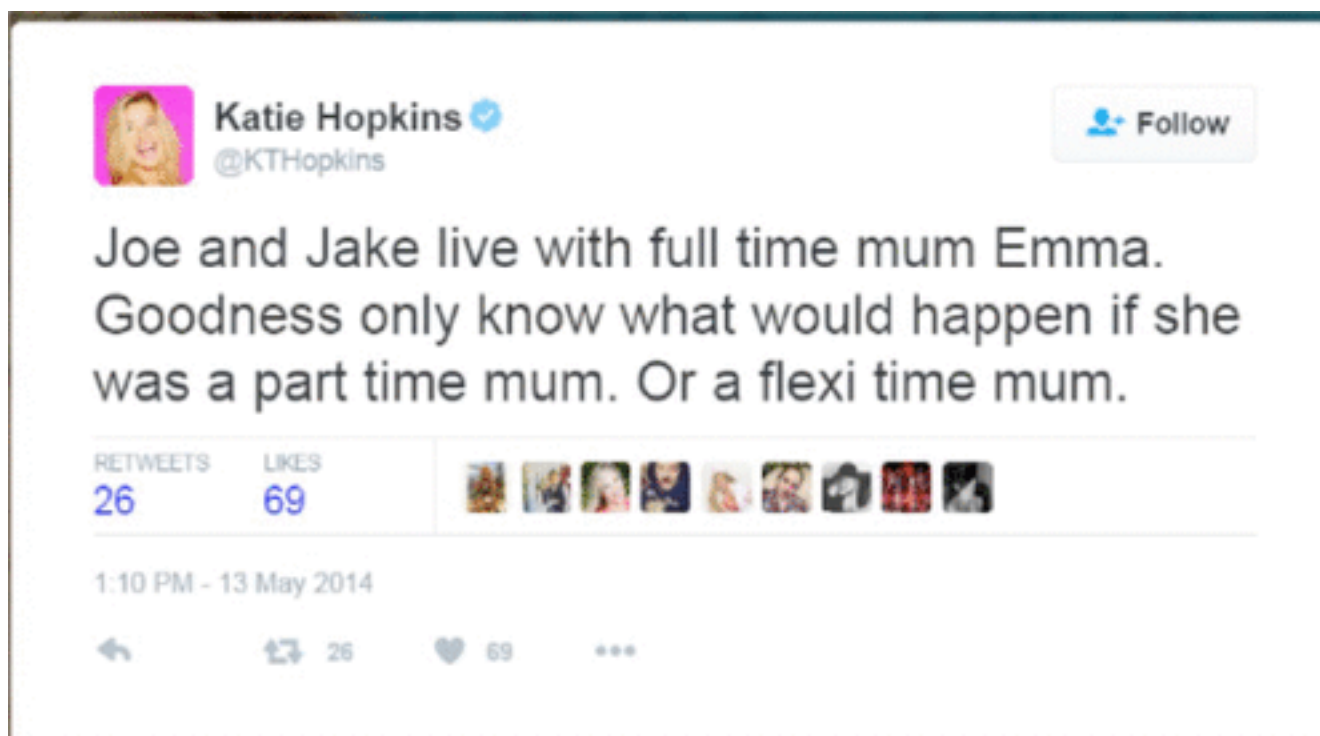 Katie Hopkins
Follow
@KTHopkins
Joe and Jake live with full time mum Emma.
Goodness only know what would happen if she
was a part time mum. Or a flexi time mum.
RETWEETS LIKES
26 69
1:10 PM - 13 May 2014
26 69